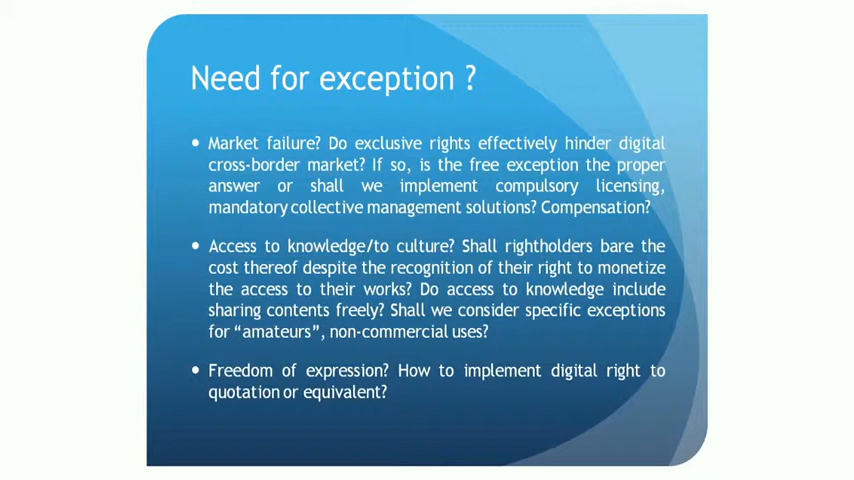 Need for exception ?
• Market failure? Do exclusive rights effectively hinder digital
cross-border market? If so, is the free exception the proper
answer or shall we implement compulsory licensing,
mandatory collective management solutions? Compensation?
• Access to knowledge/to culture? Shall rightholders bare the
cost thereof despite the recognition of their right to monetize
the access to their works? Do access to knowledge include
sharing contents freely? Shall we consider specific exceptions
for “amateurs”, non-commercial uses?
• Freedom of expression? How to implement digital right to
quotation or equivalent?